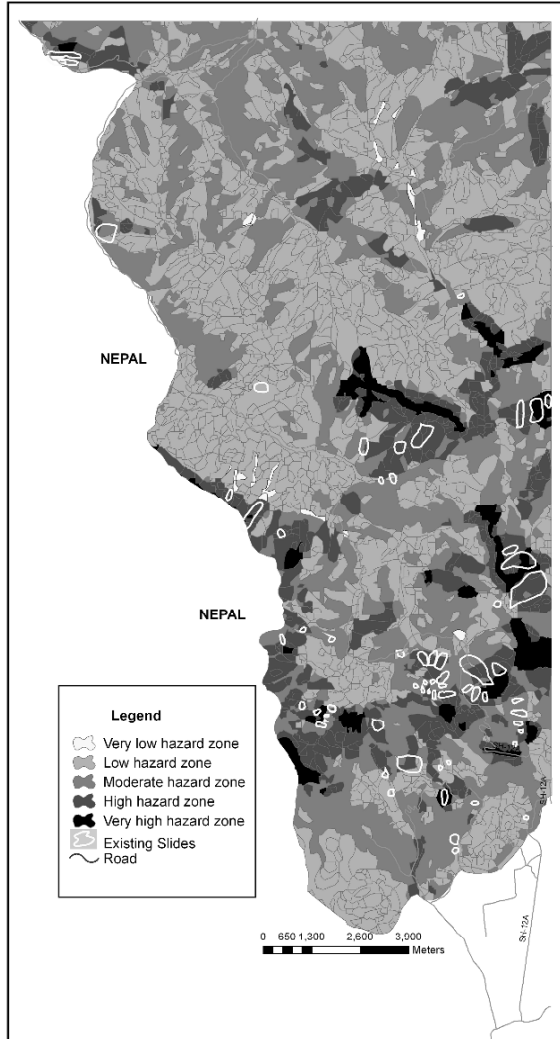 NEPAL
NEPAL
Legend
Very low hazard zone
Low hazard zone
Moderate hazard zone
High hazard zone
Very high hazard zone
Existing Slides
Road
SH-12A
SH-12A
0 650 1,300 2,600 3,900
Meters